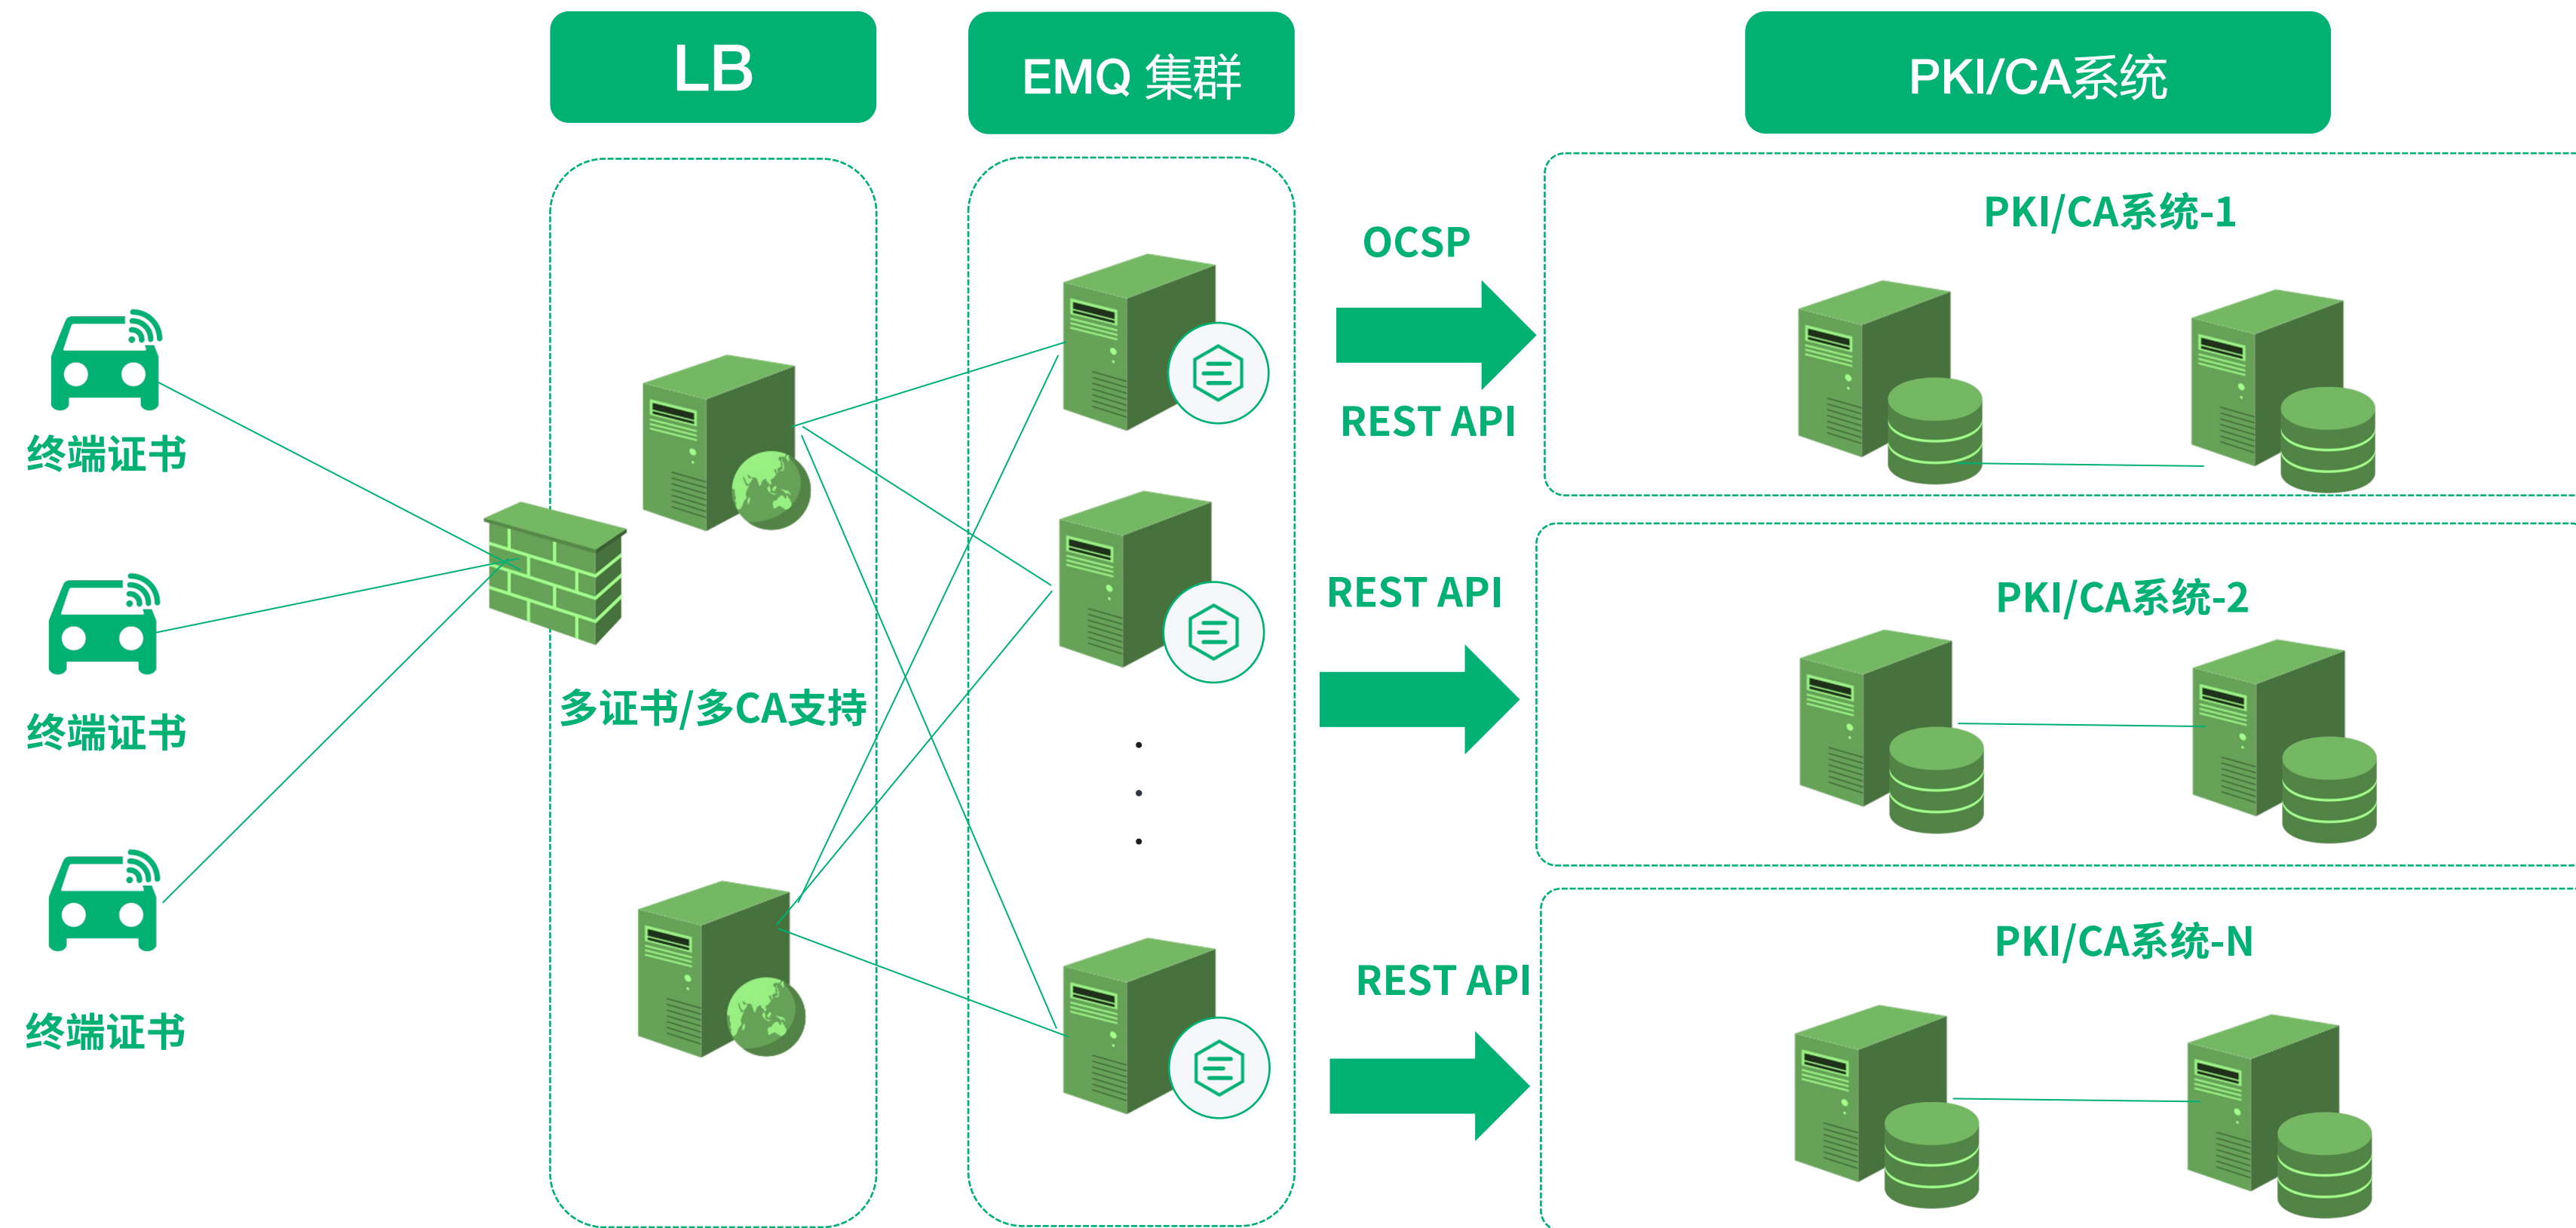 LB
EMQ 集群
PKI/CA系统
终端证书
终端证书
终端证书
多证书/多CA支持
OCSP
REST API
REST API
REST API
PKI/CA系统-1
PKI/CA系统-2
PKI/CA系统-N